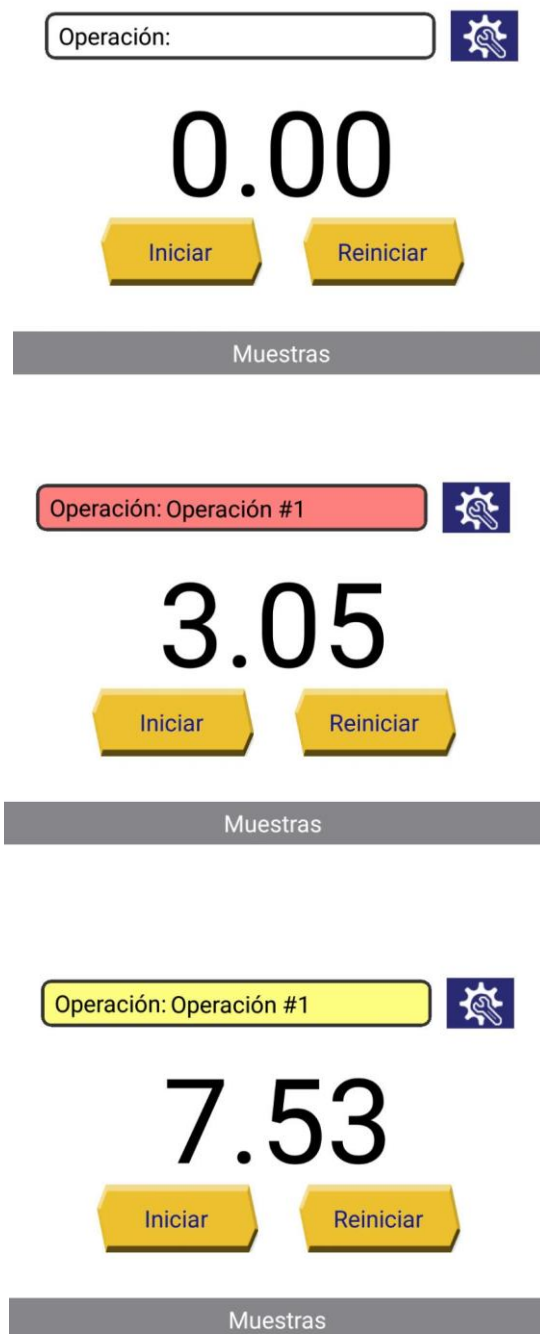 Operación:
0.00
Iniciar Reiniciar
Muestras
Operación: Operación #1
3.05
Iniciar Reiniciar
Muestras
Operación: Operación #1
7.53
Iniciar Reiniciar
Muestras